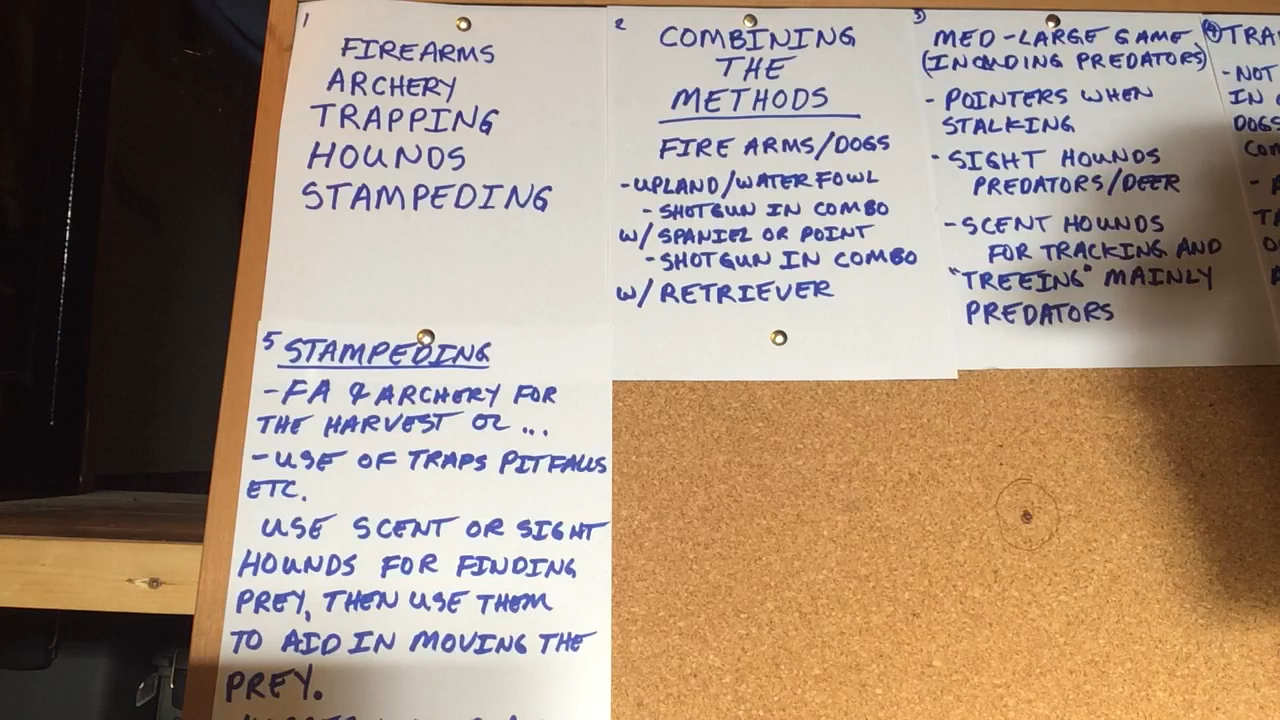 1
FIREARMS
ARCHERY
TRAPPING
HOUNDS
STAMPEDING
2
COMBINING
THE
METHODS
FIRE ARMS/DOGS
-UPLAND/WATERFOWL
-SHOTGUN IN COMBO
W/SPANIEL OR POINT
-SHOTGUN IN COMBO
W/RETRIEVER
3
MED-LARGE GAME
(INCLUDING PREDATORS)
- POINTERS WHEN
STALKING
- SIGHT HOUNDS
PREDATORS/DEER
- SCENT HOUNDS
FOR TRACKING AND
"TREEING" MAINLY
PREDATORS
4
- NOT
IN
DOGS
5
STAMPEDING
-FA & ARCHERY FOR
THE HARVEST OR ...
-USE OF TRAPS PITFALLS
ETC.
USE SCENT OR SIGHT
HOUNDS FOR FINDING
PREY, THEN USE THEM
TO AID IN MOVING THE
PREY.